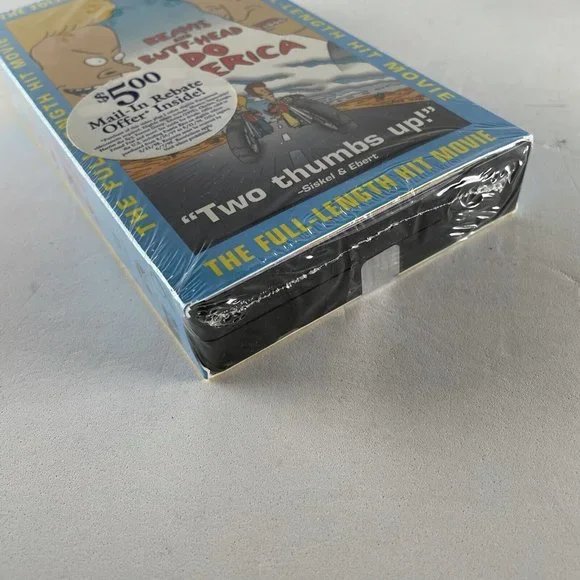 THE FULL
LENGTH HIT MOVIE
BEAVIS
AND
BUTT-HEAD
DO
ERICA
$5.00
Mail-In Rebate
Offer Inside!
"Two thumbs up!"
-Siskel & Ebert
THE FULL-LENGTH HIT MOVIE